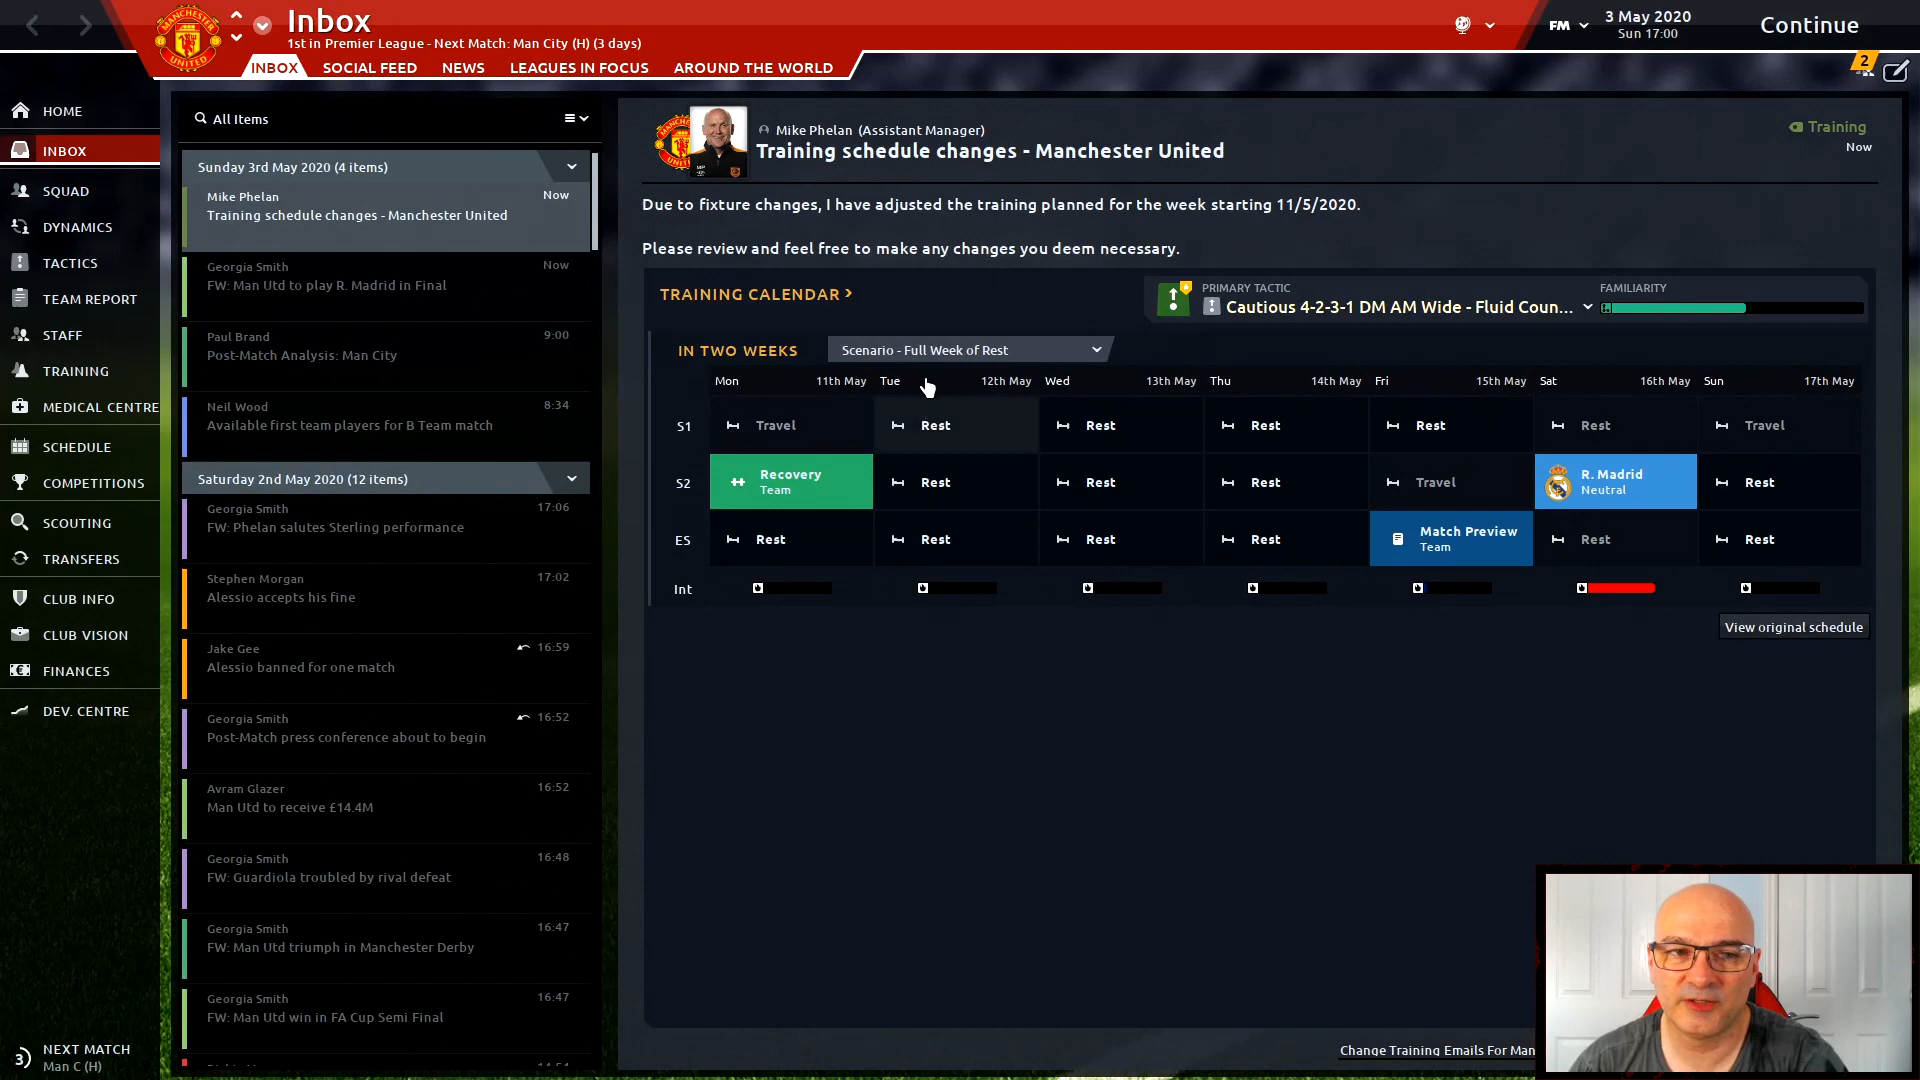 Inbox
1st in Premier League - Next Match: Man City (H) (3 days)
FM
3 May 2020
Sun 17:00
Continue
INBOX
SOCIAL FEED
NEWS
LEAGUES IN FOCUS
AROUND THE WORLD
2
HOME
INBOX
SQUAD
DYNAMICS
TACTICS
TEAM REPORT
STAFF
TRAINING
MEDICAL CENTRE
SCHEDULE
COMPETITIONS
SCOUTING
TRANSFERS
CLUB INFO
CLUB VISION
FINANCES
DEV. CENTRE
3
NEXT MATCH
Man C (H)
All Items
Sunday 3rd May 2020 (4 items)
Mike Phelan
Now
Training schedule changes - Manchester United
Georgia Smith
Now
FW: Man Utd to play R. Madrid in Final
Paul Brand
9:00
Post-Match Analysis: Man City
Neil Wood
8:34
Available first team players for B Team match
Saturday 2nd May 2020 (12 items)
Georgia Smith
17:06
FW: Phelan salutes Sterling performance
Stephen Morgan
17:02
Alessio accepts his fine
Jake Gee
16:59
Alessio banned for one match
Georgia Smith
16:52
Post-Match press conference about to begin
Avram Glazer
16:52
Man Utd to receive £14.4M
Georgia Smith
16:48
FW: Guardiola troubled by rival defeat
Georgia Smith
16:47
FW: Man Utd triumph in Manchester Derby
Georgia Smith
16:47
FW: Man Utd win in FA Cup Semi Final
Mike Phelan (Assistant Manager)
Training schedule changes - Manchester United
Training
Now
Due to fixture changes, I have adjusted the training planned for the week starting 11/5/2020.
Please review and feel free to make any changes you deem necessary.
TRAINING CALENDAR >
PRIMARY TACTIC
Cautious 4-2-3-1 DM AM Wide - Fluid Coun...
FAMILIARITY
IN TWO WEEKS
Scenario - Full Week of Rest
Mon 11th May Tue 12th May Wed 13th May Thu 14th May Fri 15th May Sat 16th May Sun 17th May
S1 Travel Rest Rest Rest Rest Rest Travel
S2 Recovery Team Rest Rest Rest Travel R. Madrid Neutral Rest
ES Rest Rest Rest Rest Match Preview Team Rest Rest
Int
View original schedule
Change Training Emails For Man